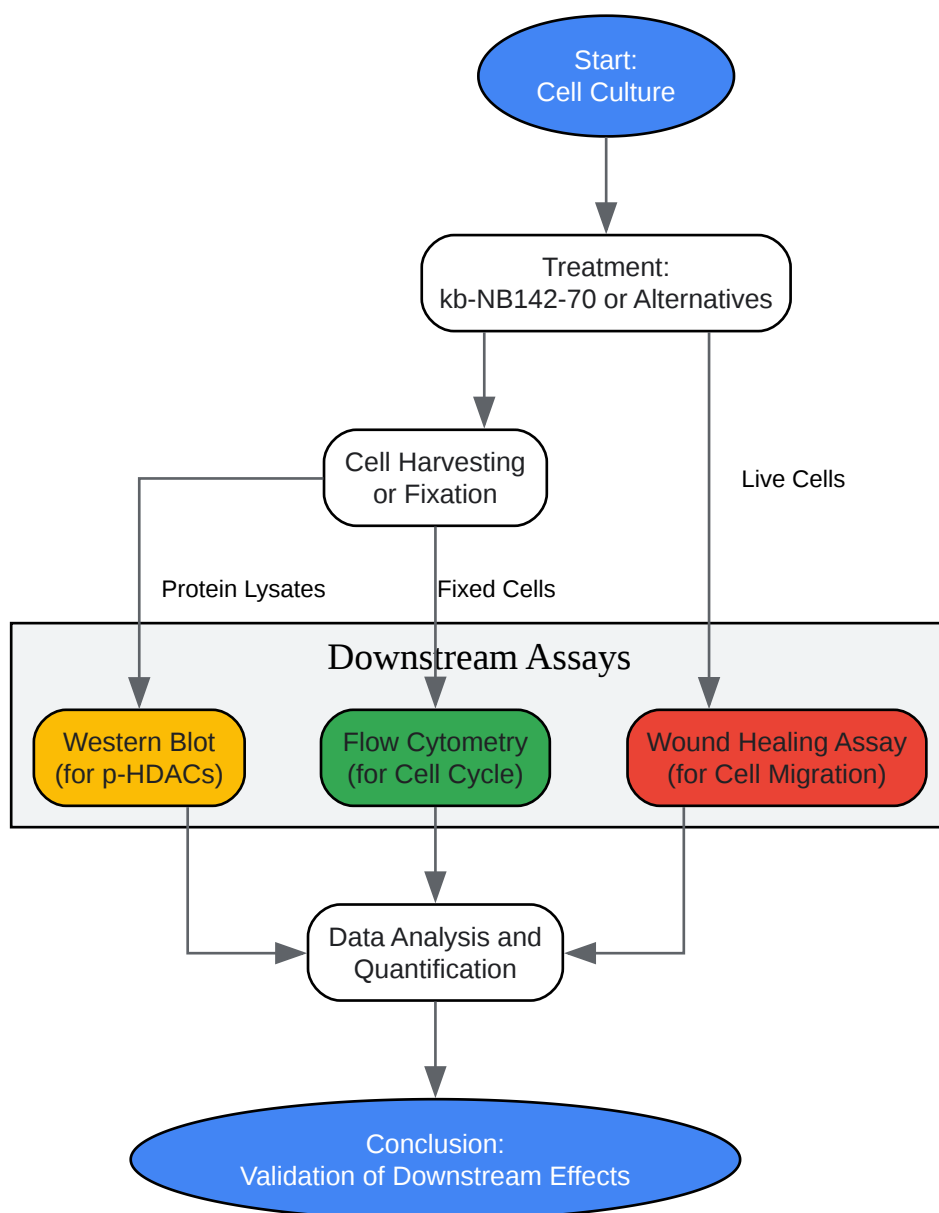 Start:
Cell Culture
Treatment:
kb-NB142-70 or Alternatives
Cell Harvesting
or Fixation
Live Cells
Protein Lysates
Fixed Cells
Downstream Assays
Western Blot
(for p-HDACs)
Flow Cytometry
(for Cell Cycle)
Wound Healing Assay
(for Cell Migration)
Data Analysis and
Quantification
Conclusion:
Validation of Downstream Effects